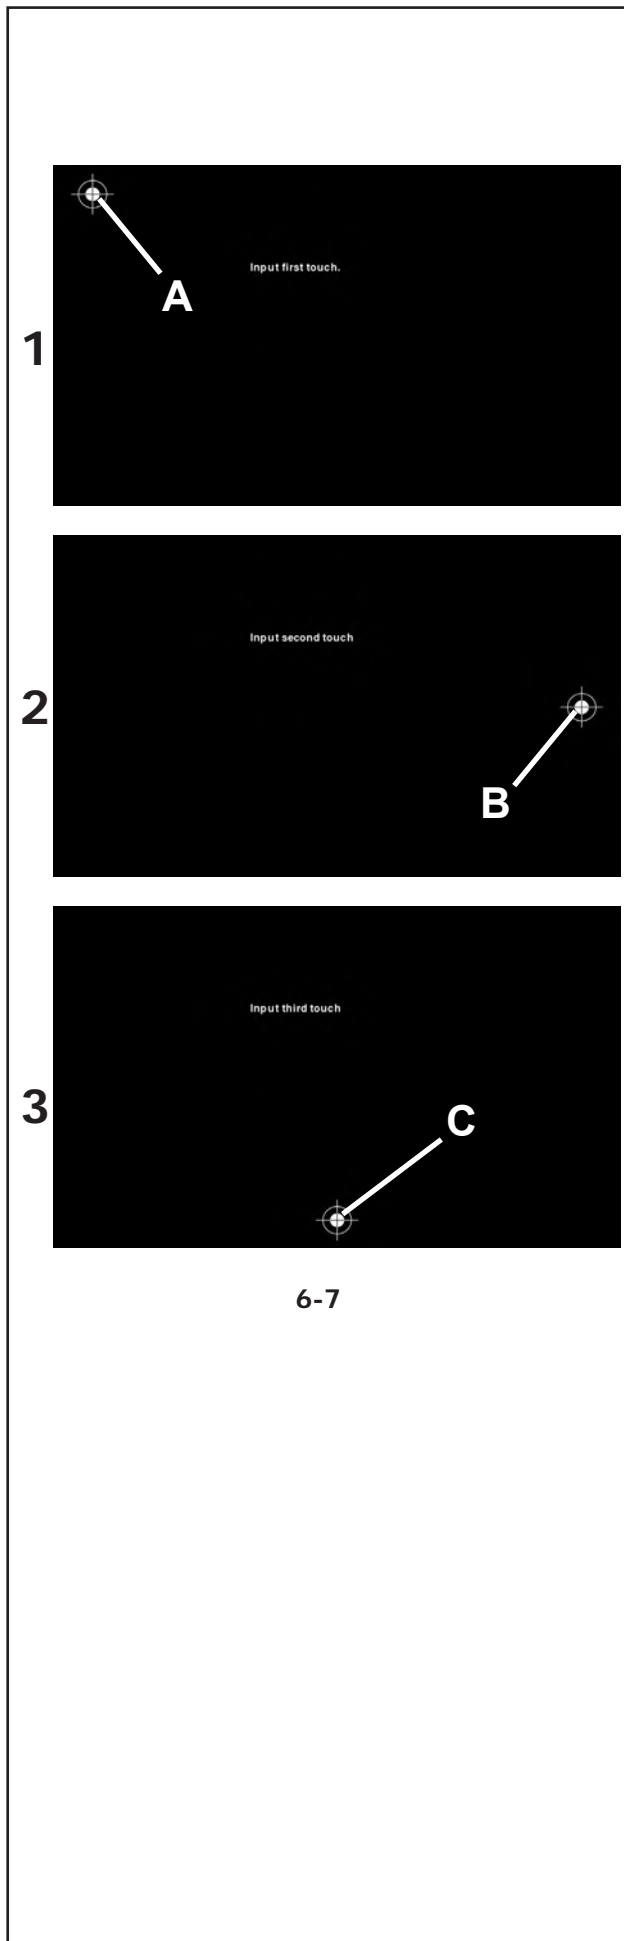 Input first touch.
A
1
Input second touch
2
B
Input third touch
3
C
6-7